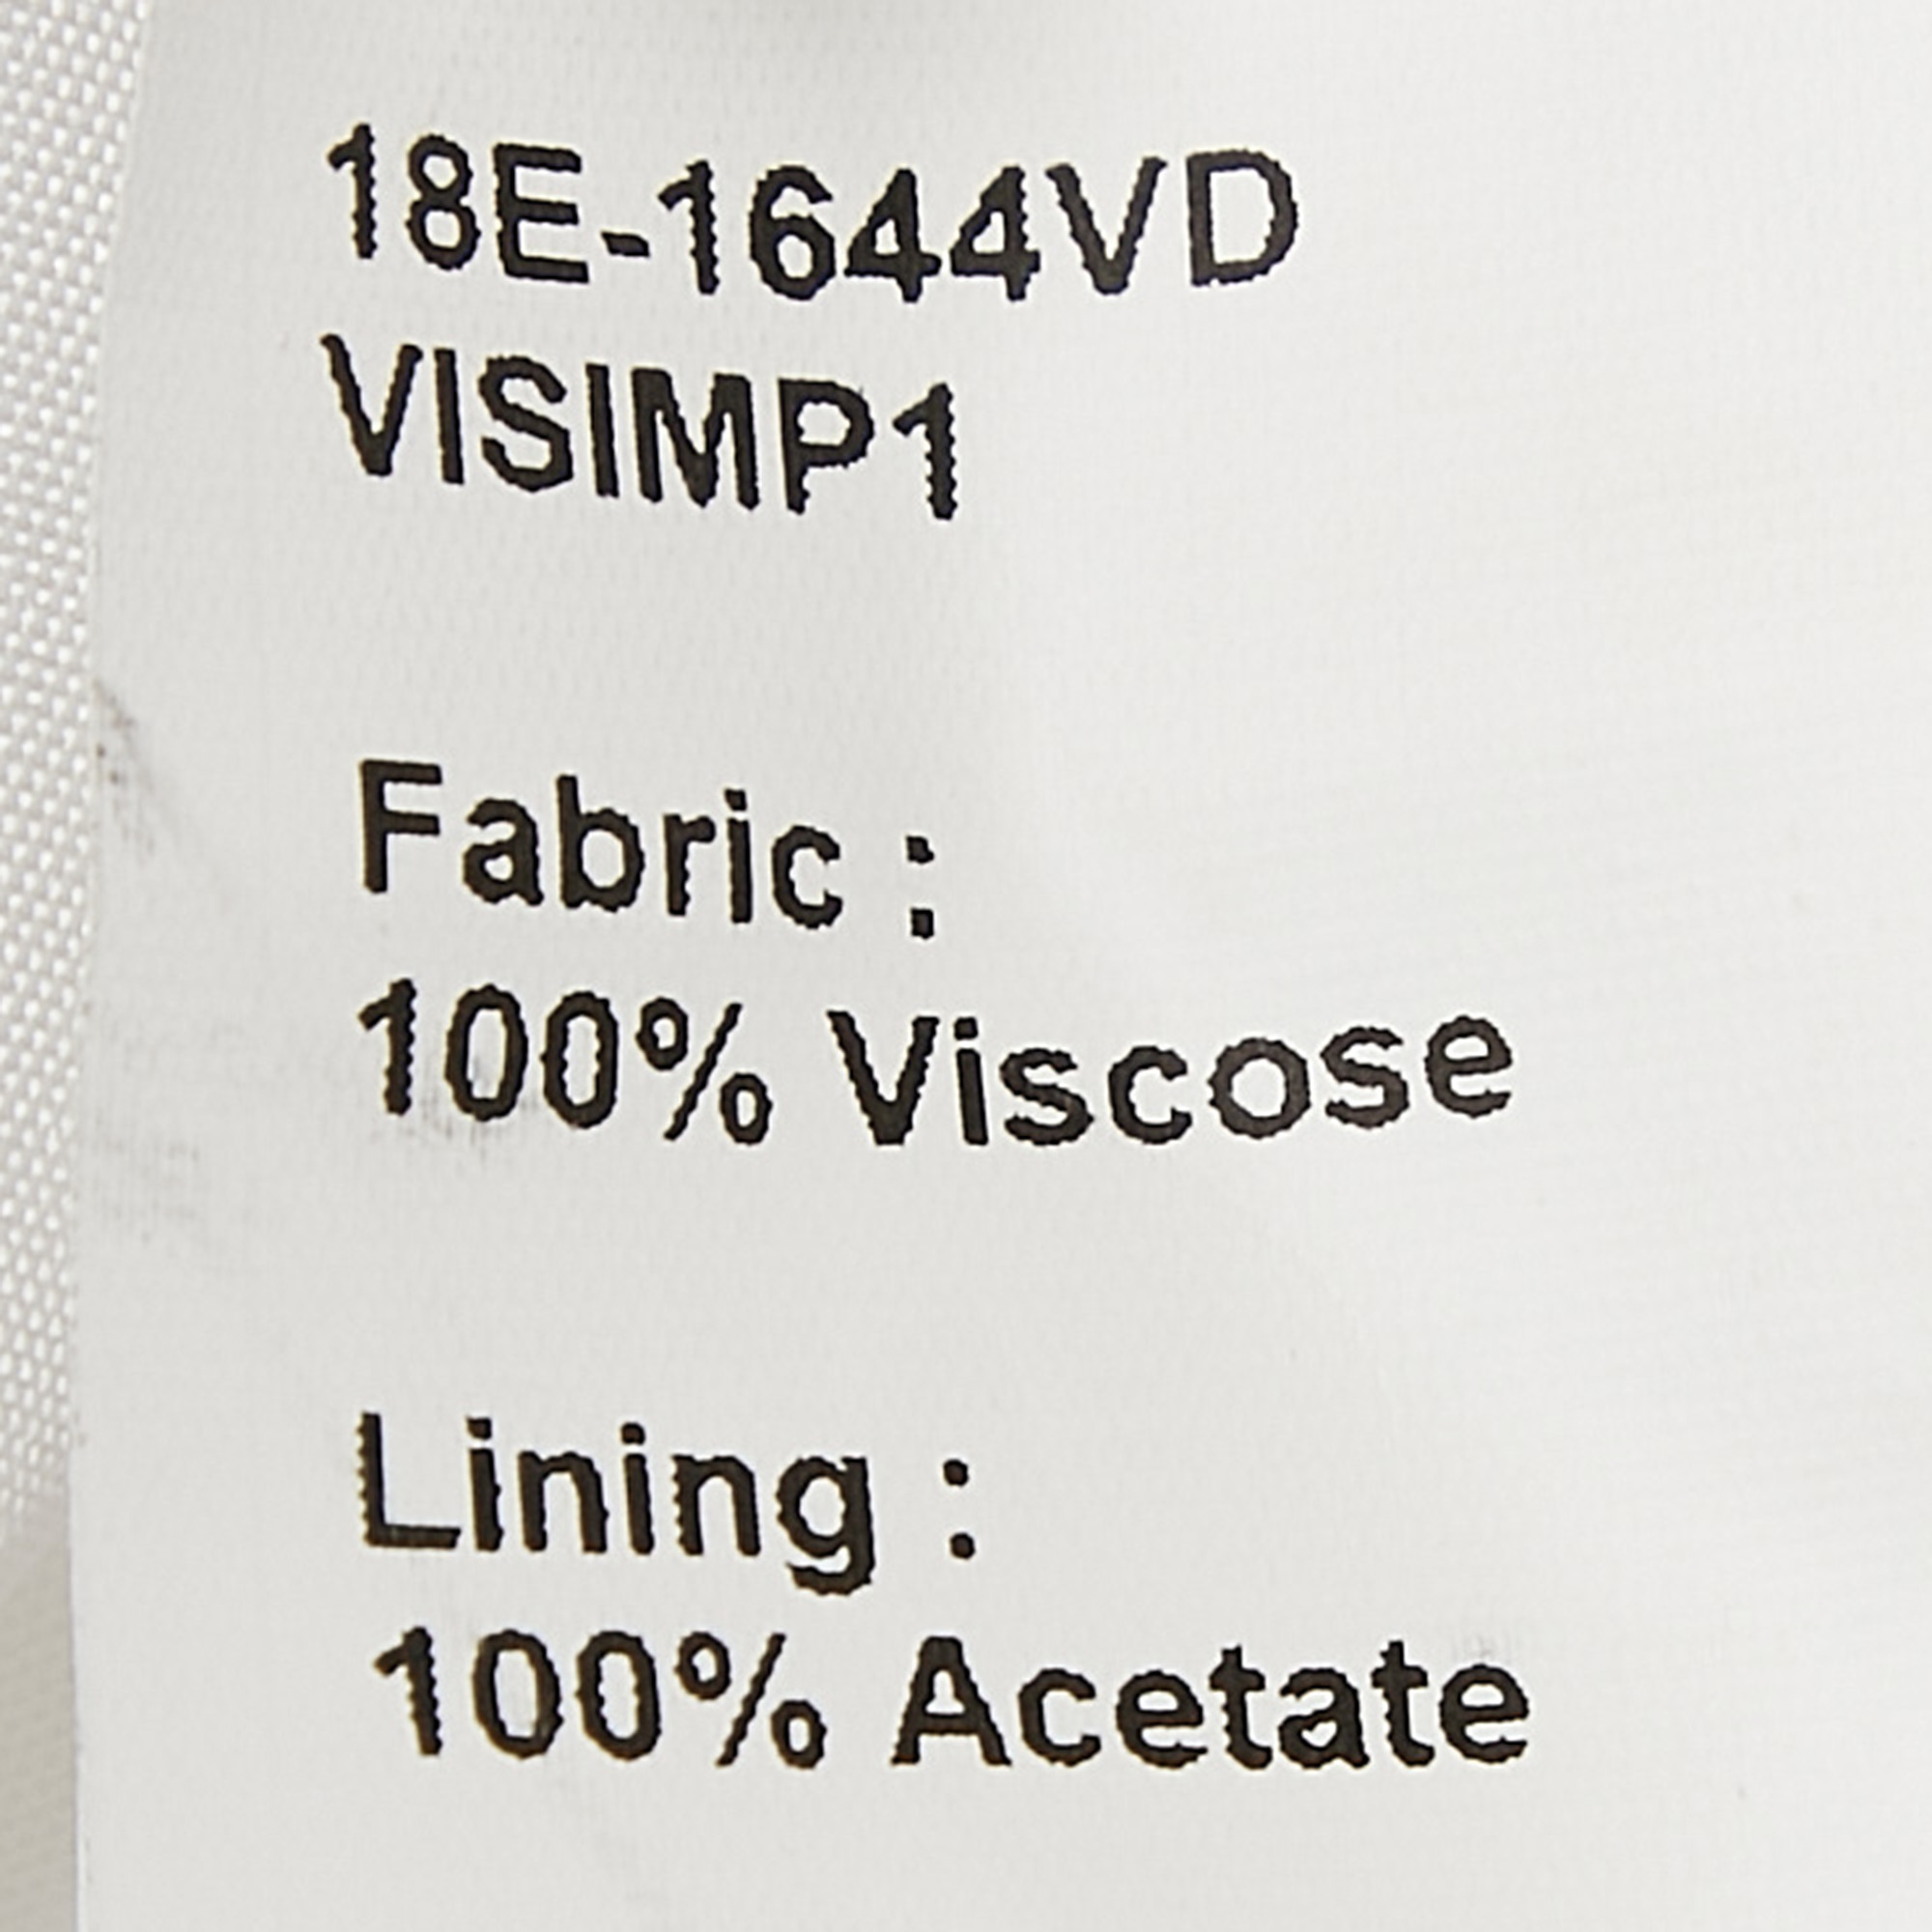 18E-1644VD
VISIMP1
Fabric :
100% Viscose
Lining :
100% Acetate